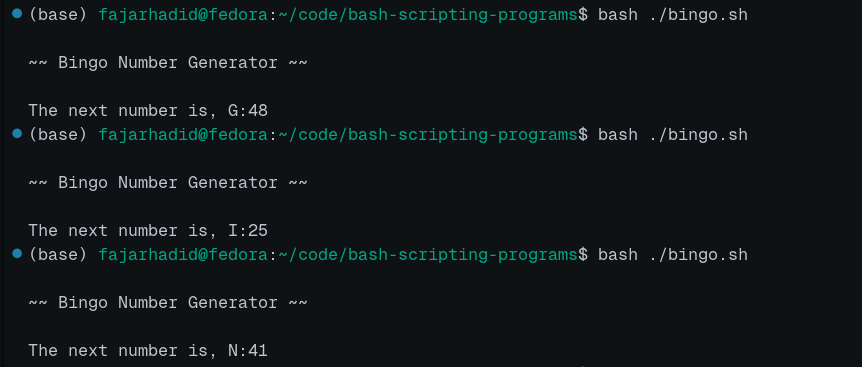 (base) fajarhadid@fedora:~/code/bash-scripting-programs$ bash ./bingo.sh
~~ Bingo Number Generator ~~
The next number is, G:48
(base) fajarhadid@fedora:~/code/bash-scripting-programs$ bash ./bingo.sh
~~ Bingo Number Generator ~~
The next number is, I:25
(base) fajarhadid@fedora:~/code/bash-scripting-programs$ bash ./bingo.sh
~~ Bingo Number Generator ~~
The next number is, N:41